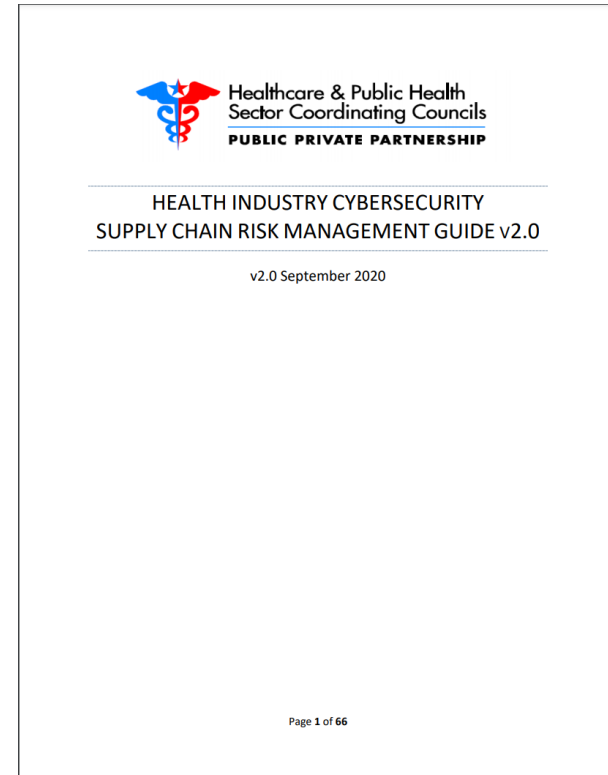 Healthcare & Public Health
Sector Coordinating Councils
PUBLIC PRIVATE PARTNERSHIP
HEALTH INDUSTRY CYBERSECURITY
SUPPLY CHAIN RISK MANAGEMENT GUIDE v2.0
v2.0 September 2020
Page 1 of 66